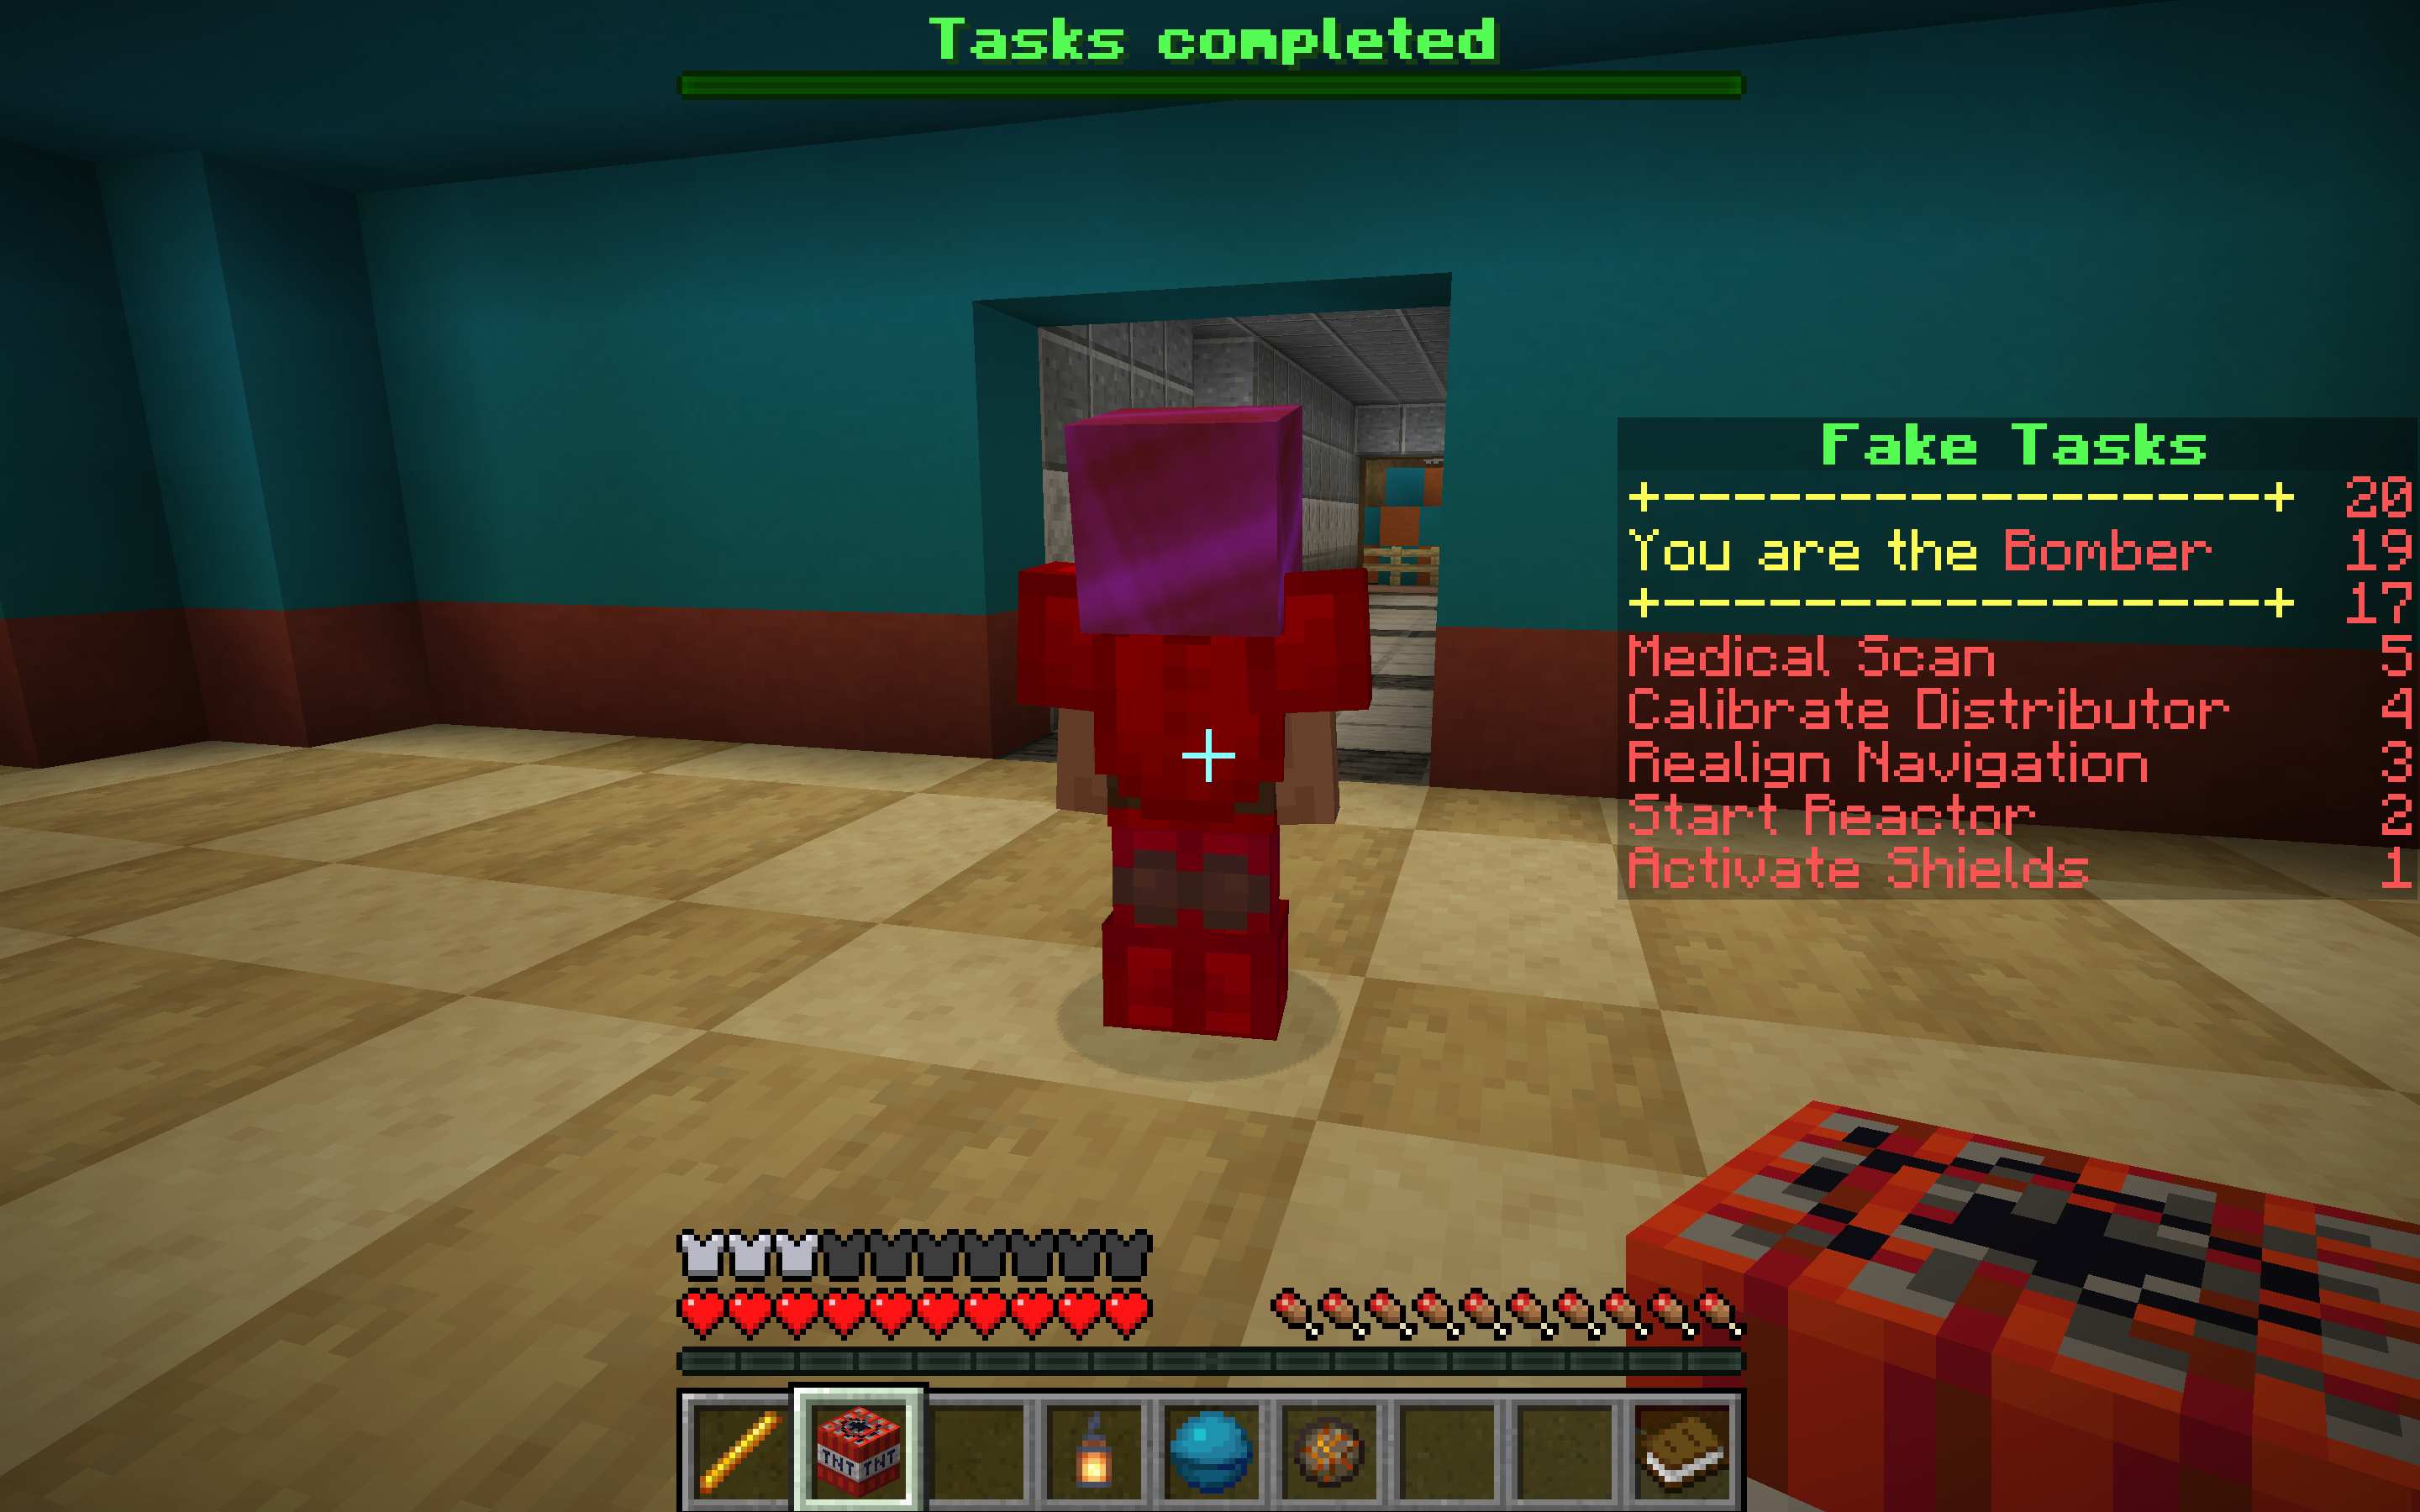 Tasks completed
Fake Tasks
+------------------+ 20
You are the Bomber 19
+------------------+ 17
Medical Scan 5
Calibrate Distributor 4
Realign Navigation 3
Start Reactor 2
Activate Shields 1
TNT TNT